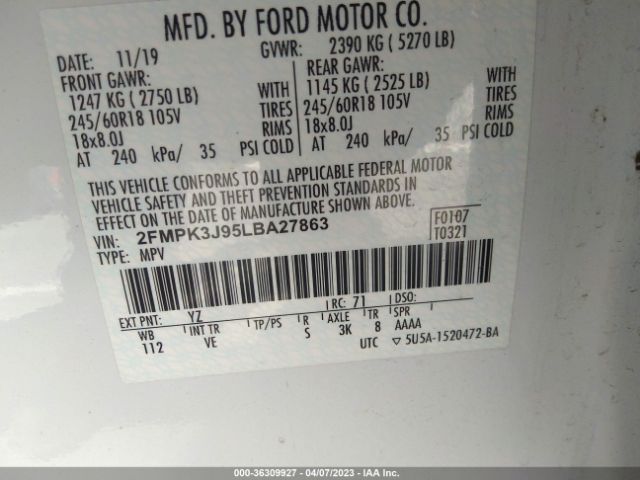 MFD. BY FORD MOTOR CO.
DATE: 11/19 GVWR: 2390 KG ( 5270 LB)
FRONT GAWR: REAR GAWR:
1247 KG ( 2750 LB) WITH 1145 KG ( 2525 LB) WITH
245/60R18 105V TIRES 245/60R18 105V TIRES
18x8.0J RIMS 18x8.0J RIMS
AT 240 kPa/ 35 PSI COLD AT 240 kPa/ 35 PSI COLD
THIS VEHICLE CONFORMS TO ALL APPLICABLE FEDERAL MOTOR
VEHICLE SAFETY AND THEFT PREVENTION STANDARDS IN
EFFECT ON THE DATE OF MANUFACTURE SHOWN ABOVE.
VIN: 2FMPK3J95LBA27863 F0107
TYPE: MPV T0321
EXT PNT: YZ RC: 71 DSO:
WB INT TR TP/PS R AXLE TR SPR
112 VE S 3K 8 AAAA
UTC ▽ 5U5A-1520472-BA
000-36309927 - 04/07/2023 - IAA Inc.